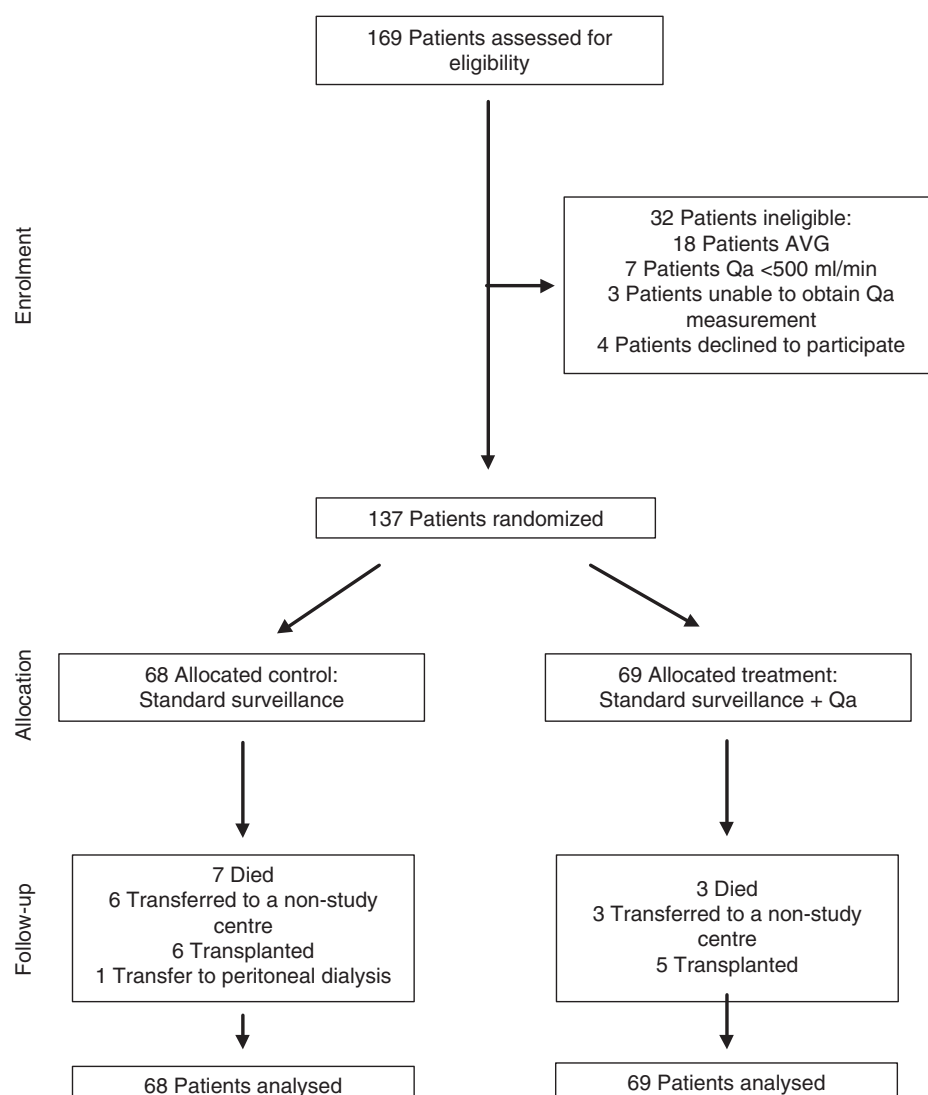 169 Patients assessed for
eligibility
Enrolment
32 Patients ineligible:
18 Patients AVG
7 Patients Qa <500 ml/min
3 Patients unable to obtain Qa
measurement
4 Patients declined to participate
137 Patients randomized
Allocation
68 Allocated control:
Standard surveillance
69 Allocated treatment:
Standard surveillance + Qa
Follow-up
7 Died
6 Transferred to a non-study
centre
6 Transplanted
1 Transfer to peritoneal dialysis
3 Died
3 Transferred to a non-study
centre
5 Transplanted
68 Patients analysed
69 Patients analysed